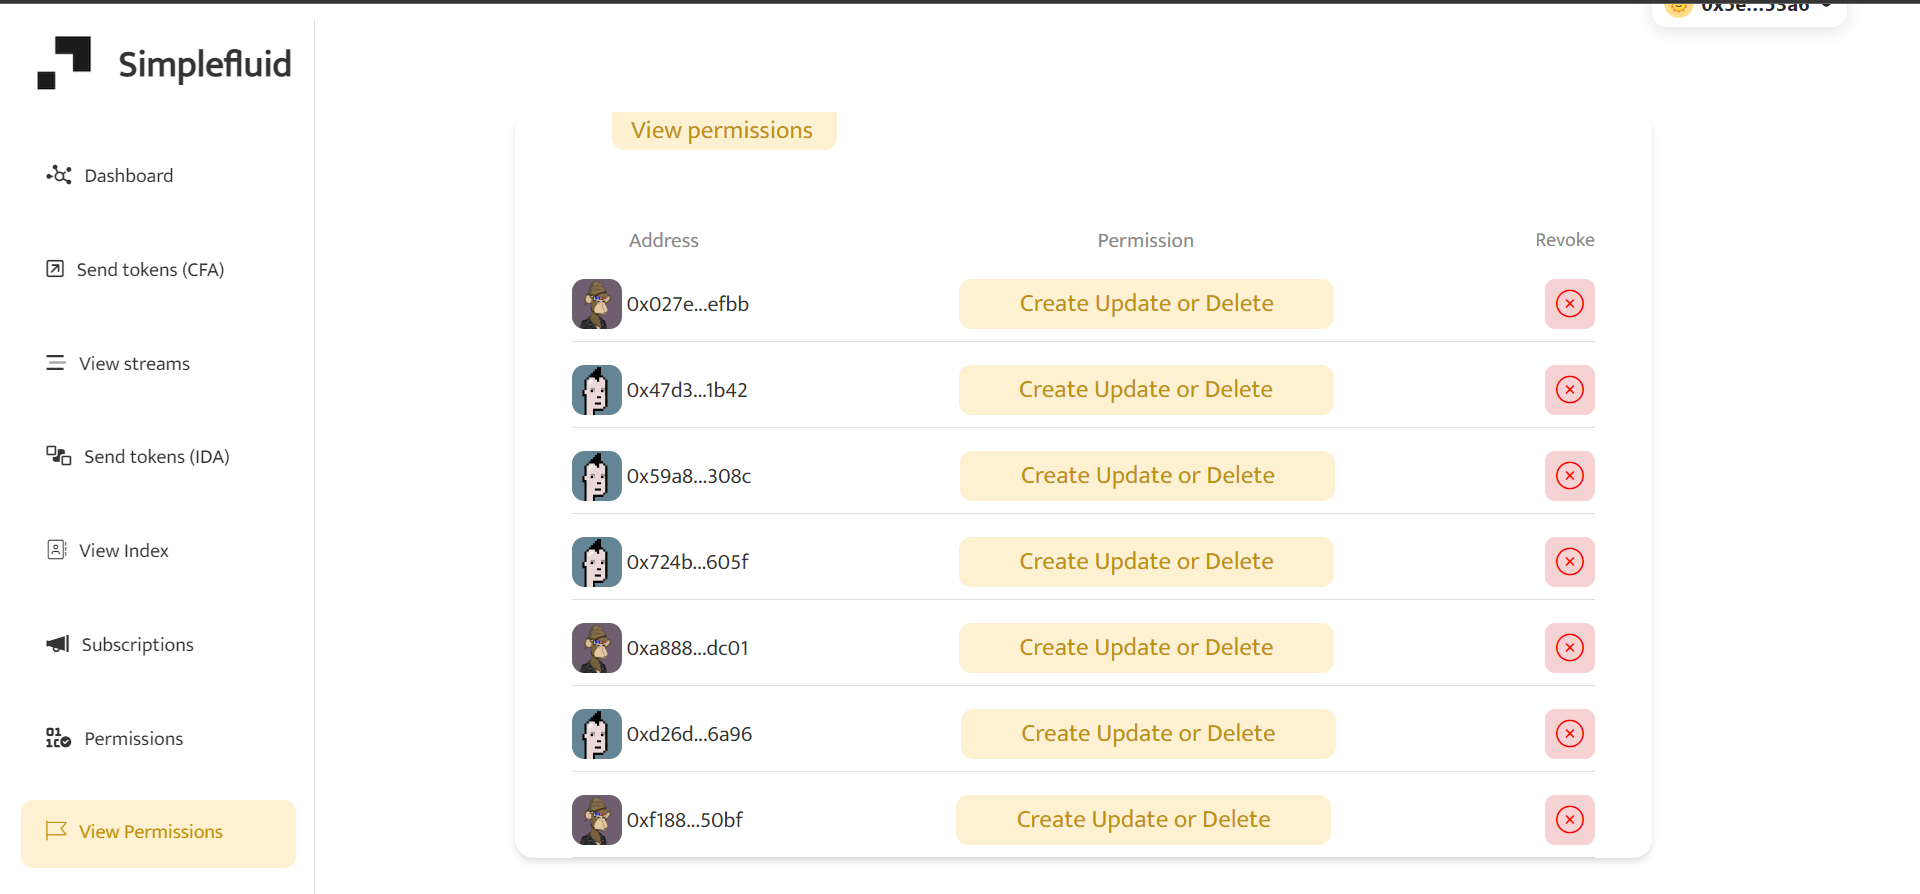 0x5e...53a6
Simplefluid
Dashboard
Send tokens (CFA)
View streams
Send tokens (IDA)
View Index
Subscriptions
Permissions
View Permissions
View permissions
Address Permission Revoke
0x027e...efbb Create Update or Delete
0x47d3...1b42 Create Update or Delete
0x59a8...308c Create Update or Delete
0x724b...605f Create Update or Delete
0xa888...dc01 Create Update or Delete
0xd26d...6a96 Create Update or Delete
0xf188...50bf Create Update or Delete